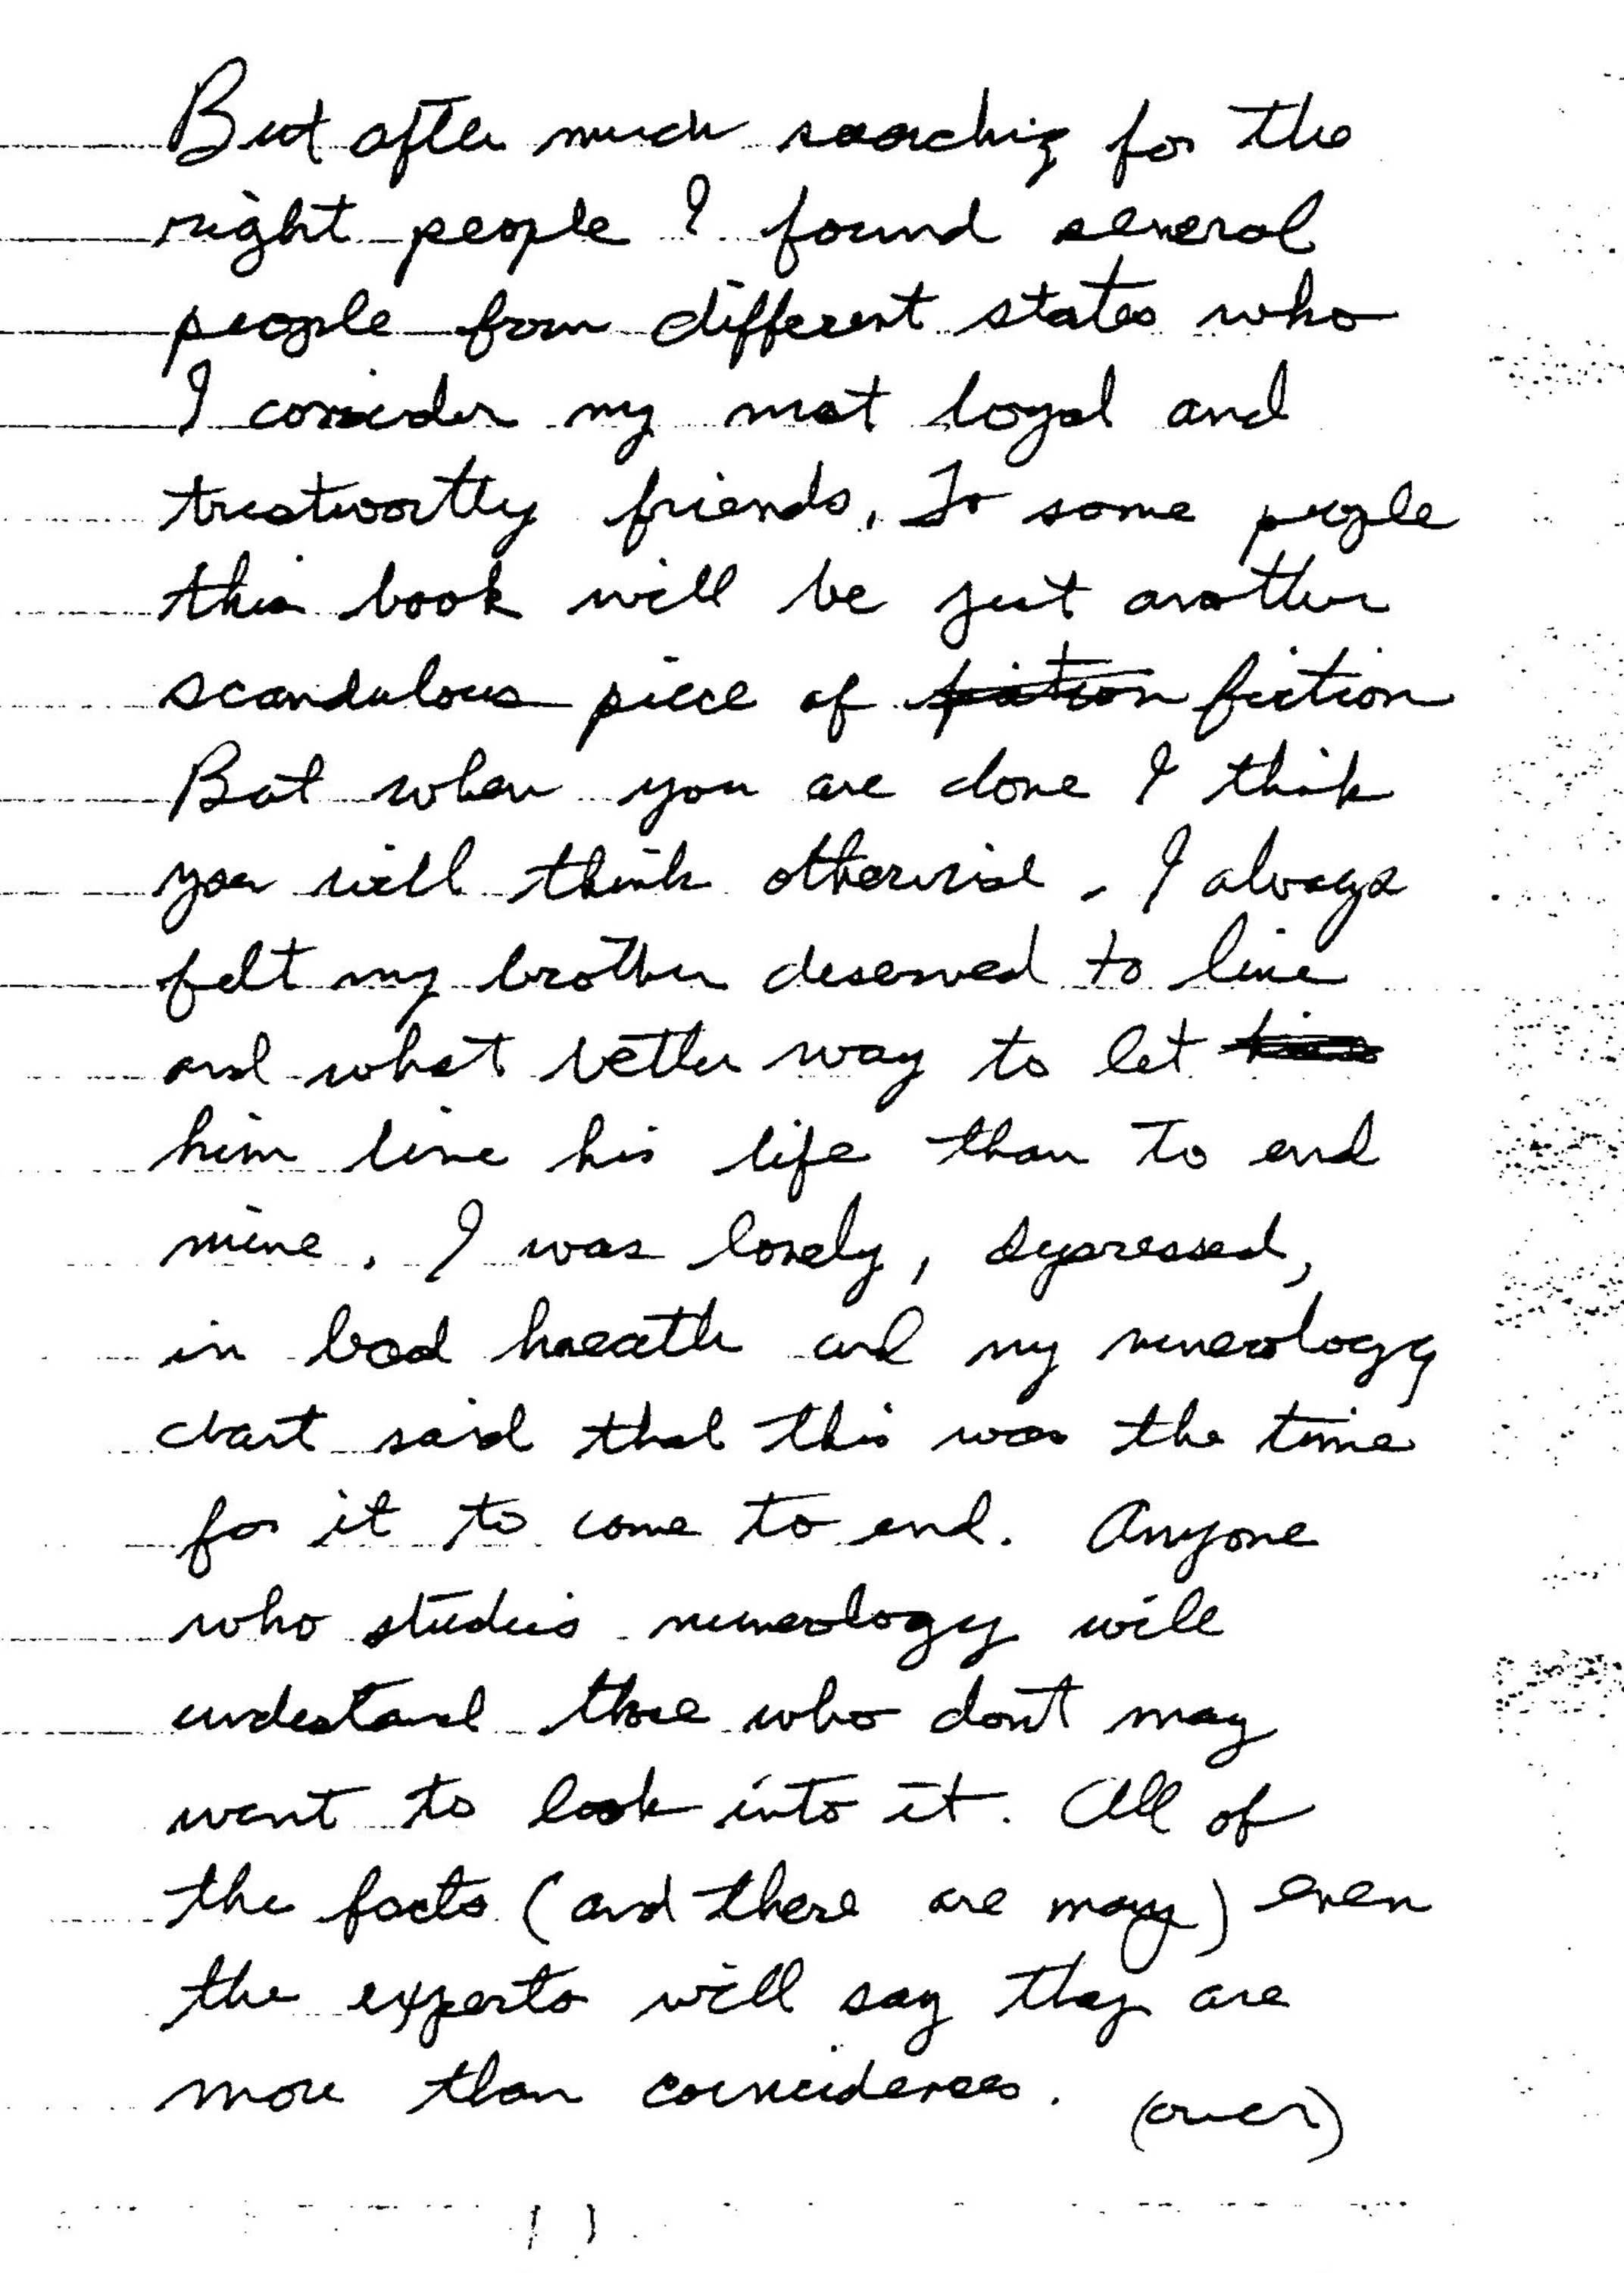 But after much searching for the
right people I found several
people from different states who
I consider my most loyal and
trustworthy friends. To some people
this book will be just another
scandulous piece of fiction fiction
But when you are done I think
you will think otherwise. I always
felt my brother deserved to live
and what better way to let
him live his life than to end
mine. I was lonely, depressed,
in bad heath and my numerology
chart said that this was the time
for it to come to end. Anyone
who studies numerology will
understand those who don't may
want to look into it. All of
the facts (and there are many) even
the experts will say they are
more than coincidences. (over)